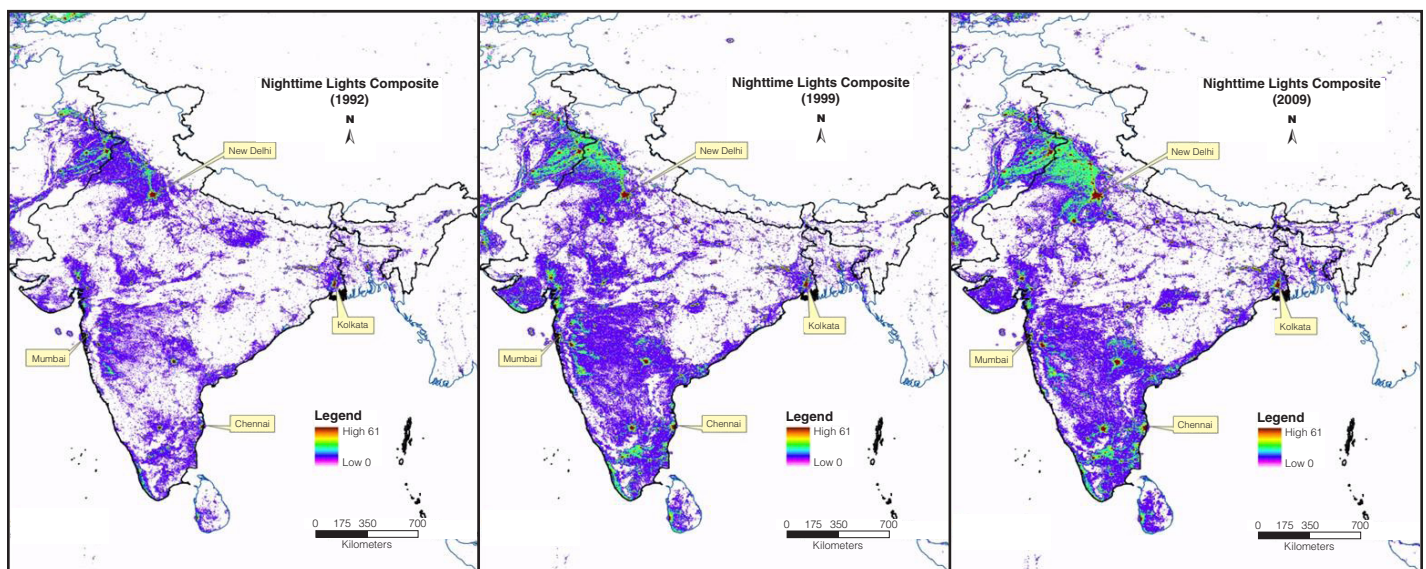 Nighttime Lights Composite
(1992)
N
New Delhi
Kolkata
Mumbai
Chennai
Legend
High 61
Low 0
0 175 350 700
Kilometers
Nighttime Lights Composite
(1999)
N
New Delhi
Kolkata
Mumbai
Chennai
Legend
High 61
Low 0
0 175 350 700
Kilometers
Nighttime Lights Composite
(2009)
N
New Delhi
Kolkata
Mumbai
Chennai
Legend
High 61
Low 0
0 175 350 700
Kilometers